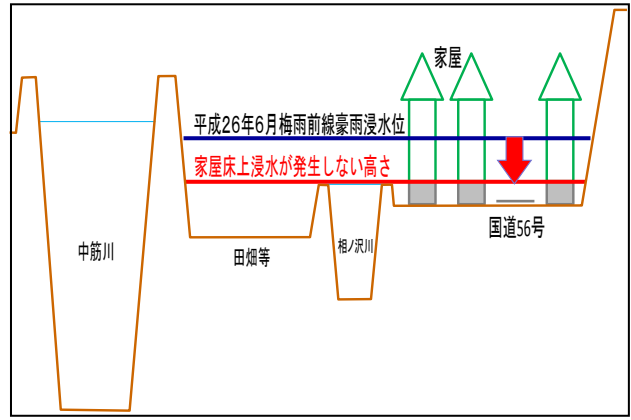 家屋
平成26年6月梅雨前線豪雨浸水位
家屋床上浸水が発生しない高さ
国道56号
中筋川
田畑等
相ノ沢川